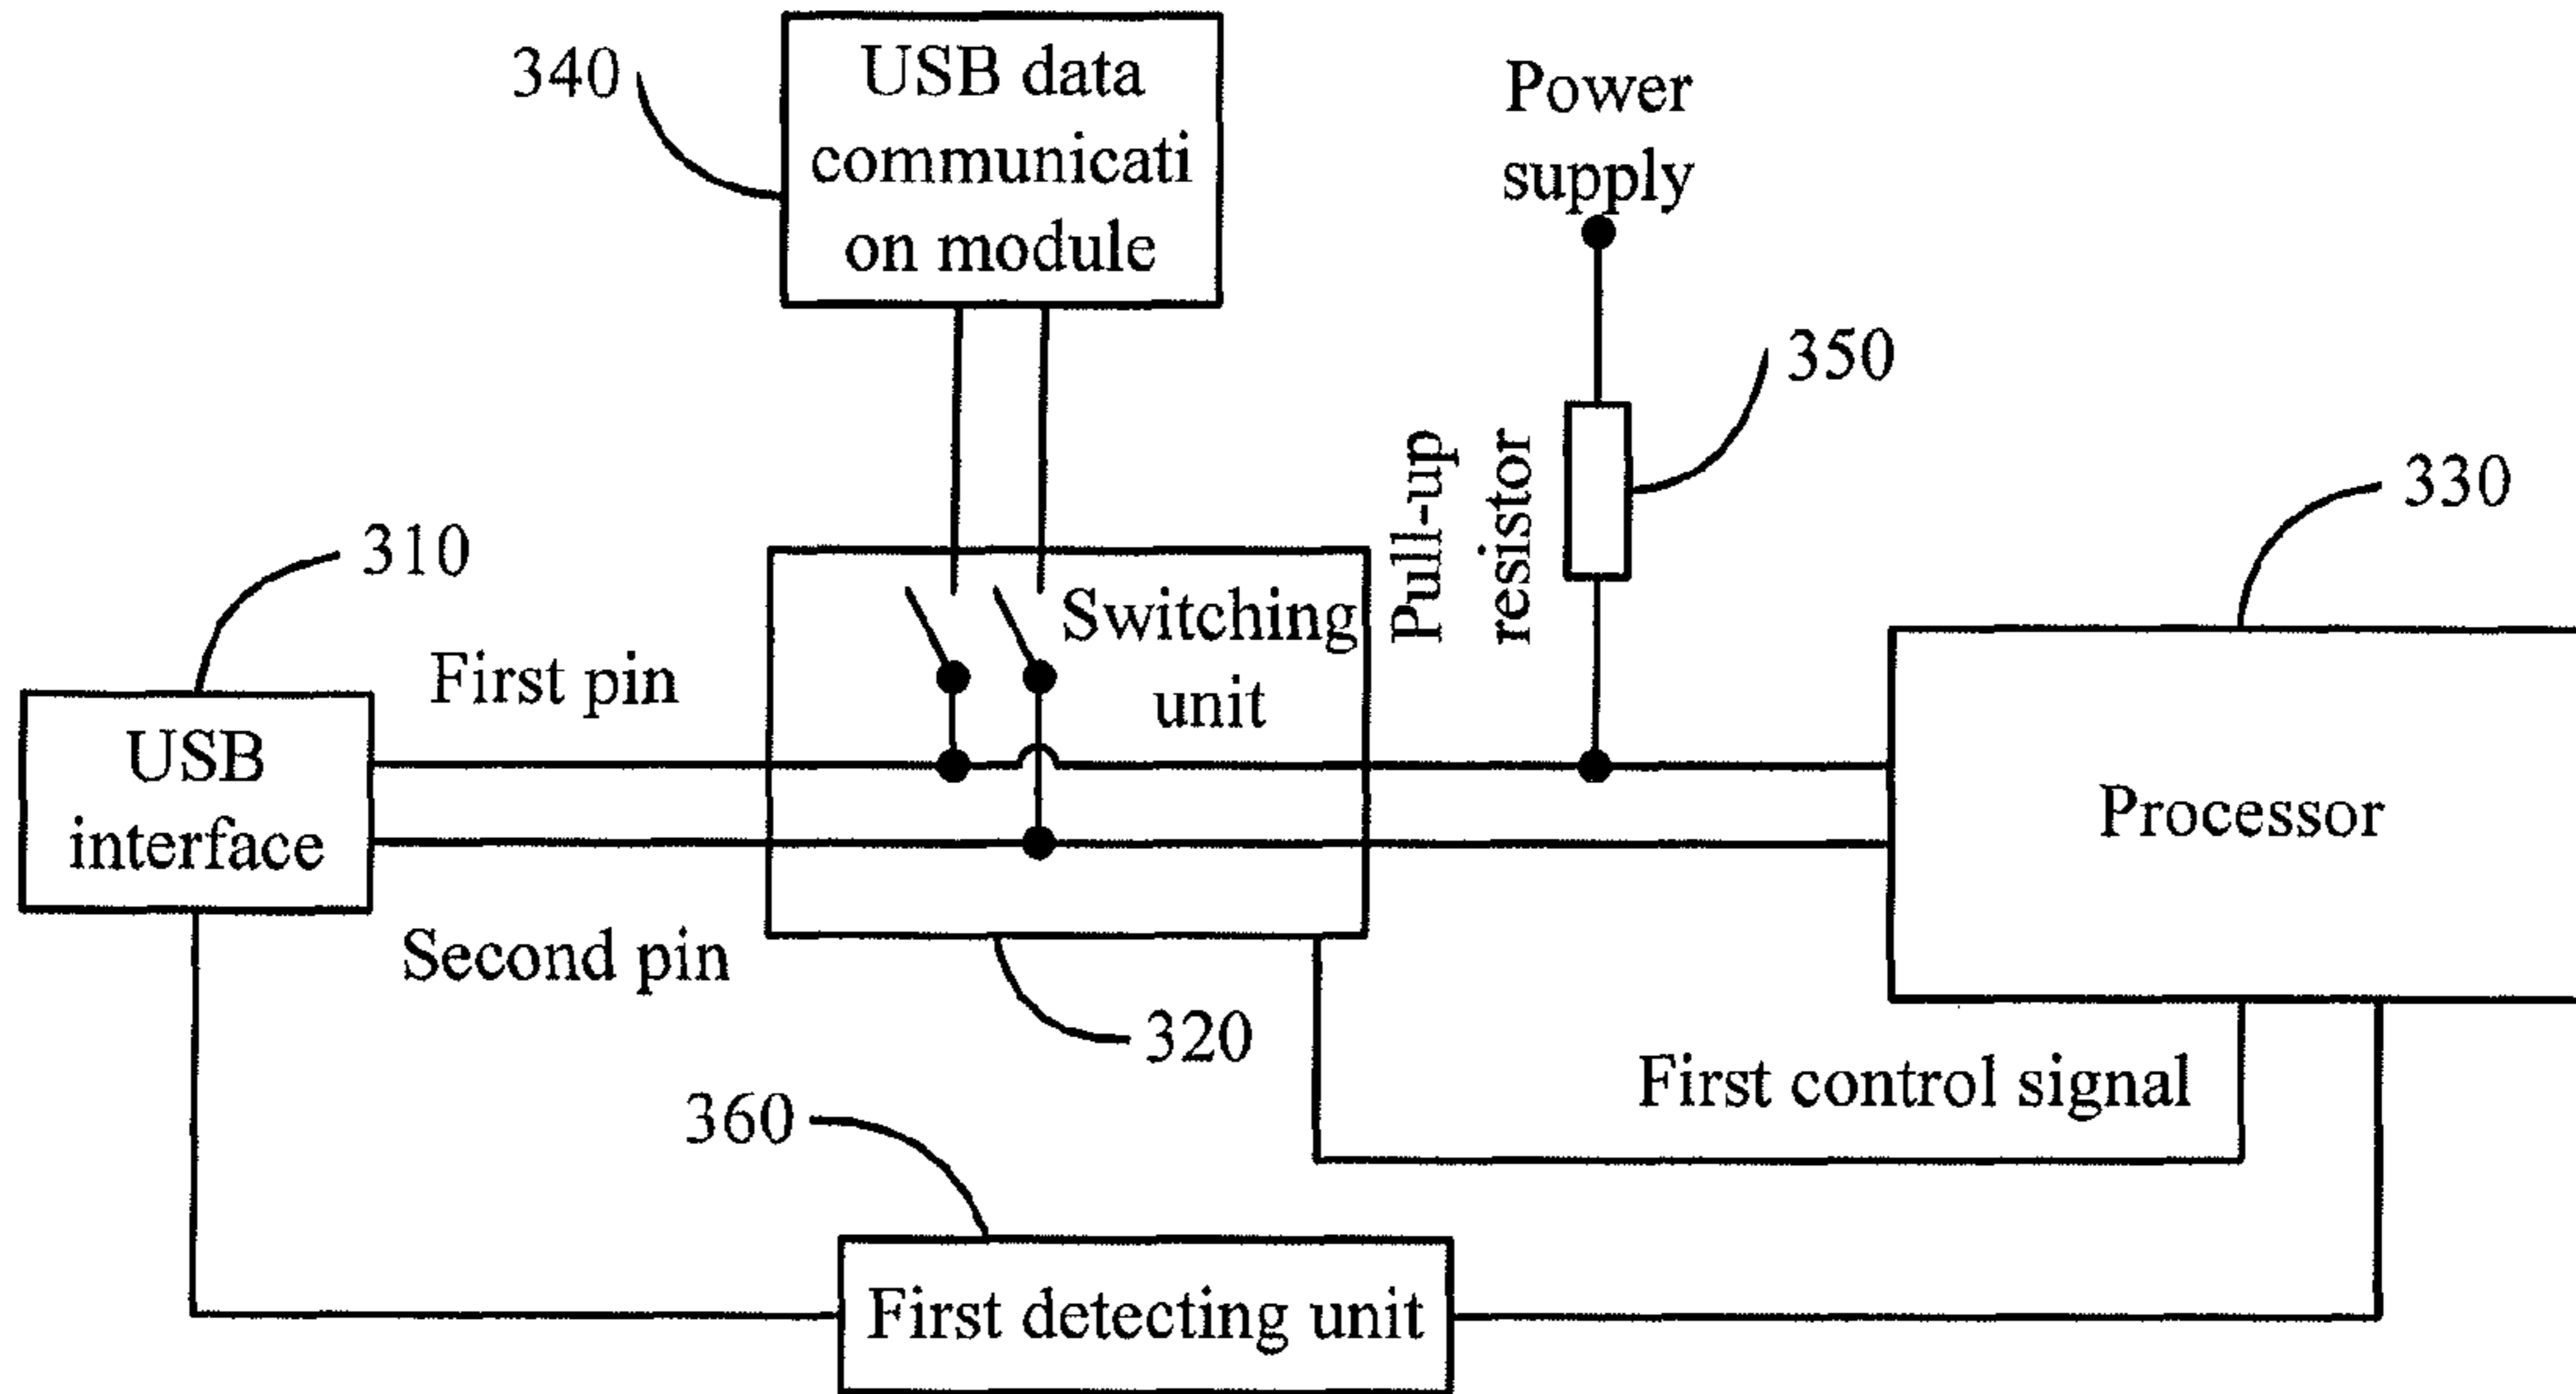 340
USB data
communicati
on module
Power
supply
350
Pull-up
resistor
330
310
First pin
Switching
unit
USB
interface
Processor
Second pin
320
First control signal
360
First detecting unit